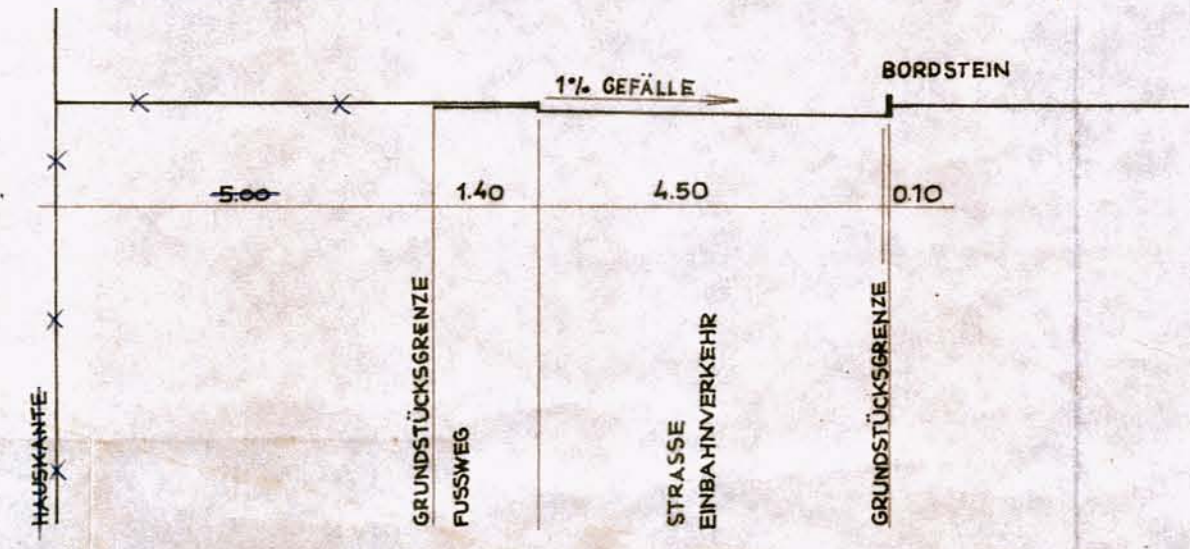 BORDSTEIN
1% GEFÄLLE
5.00
1.40
4.50
0.10
HAUSKANTE
GRUNDSTÜCKSGRENZE
FUSSWEG
STRASSE
EINBAHNVERKEHR
GRUNDSTÜCKSGRENZE